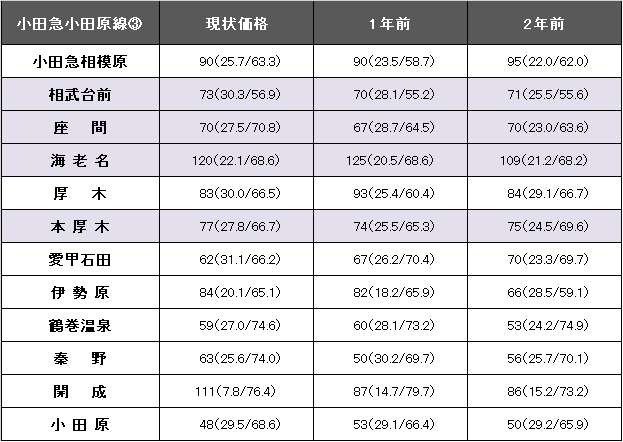 小田急小田原線③ 現状価格 1年前 2年前
小田急相模原 90(25.7/63.3) 90(23.5/58.7) 95(22.0/62.0)
相武台前 73(30.3/56.9) 70(28.1/55.2) 71(25.5/55.6)
座間 70(27.5/70.8) 67(28.7/64.5) 70(23.0/63.6)
海老名 120(22.1/68.6) 125(20.5/68.6) 109(21.2/68.2)
厚木 83(30.0/66.5) 93(25.4/60.4) 84(29.1/66.7)
本厚木 77(27.8/66.7) 74(25.5/65.3) 75(24.5/69.6)
愛甲石田 62(31.1/66.2) 67(26.2/70.4) 70(23.3/69.7)
伊勢原 84(20.1/65.1) 82(18.2/65.9) 66(28.5/59.1)
鶴巻温泉 59(27.0/74.6) 60(28.1/73.2) 53(24.2/74.9)
秦野 63(25.6/74.0) 50(30.2/69.7) 56(25.7/70.1)
開成 111(7.8/76.4) 87(14.7/79.7) 86(15.2/73.2)
小田原 48(29.5/68.6) 53(29.1/66.4) 50(29.2/65.9)